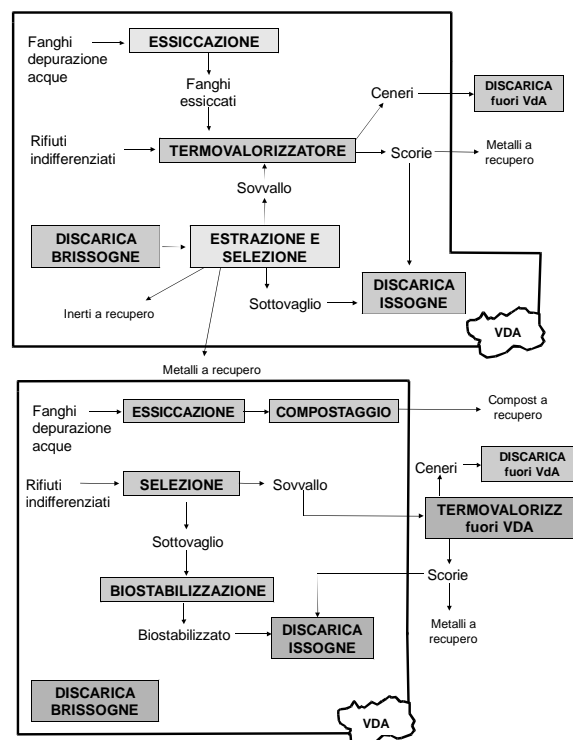 Fanghi
depurazione
acque
ESSICCAZIONE
Fanghi
essiccati
Ceneri
DISCARICA
fuori VdA
Rifiuti
indifferenziati
TERMOVALORIZZATORE
Scorie
Metalli a
recupero
Sovvallo
DISCARICA
BRISSOGNE
ESTRAZIONE E
SELEZIONE
DISCARICA
ISSOGNE
Sottovaglio
Inerti a recupero
VDA
Metalli a recupero
Fanghi
depurazione
acque
ESSICCAZIONE
COMPOSTAGGIO
Compost a
recupero
Rifiuti
indifferenziati
SELEZIONE
Sovvallo
Ceneri
DISCARICA
fuori VdA
TERMOVALORIZZ
fuori VDA
Sottovaglio
Scorie
BIOSTABILIZZAZIONE
Metalli a
recupero
Biostabilizzato
DISCARICA
ISSOGNE
DISCARICA
BRISSOGNE
VDA